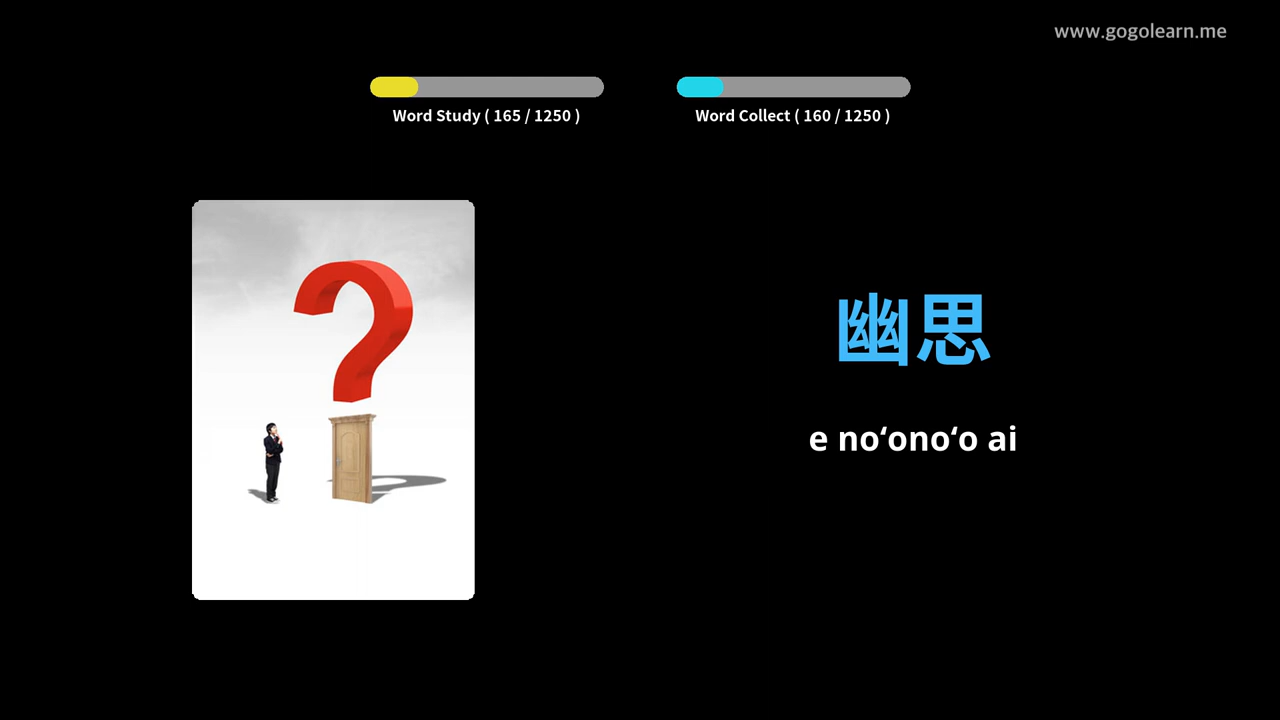 www.gogolearn.me
Word Study ( 165 / 1250 )
Word Collect ( 160 / 1250 )
?
幽思
e noʻonoʻo ai